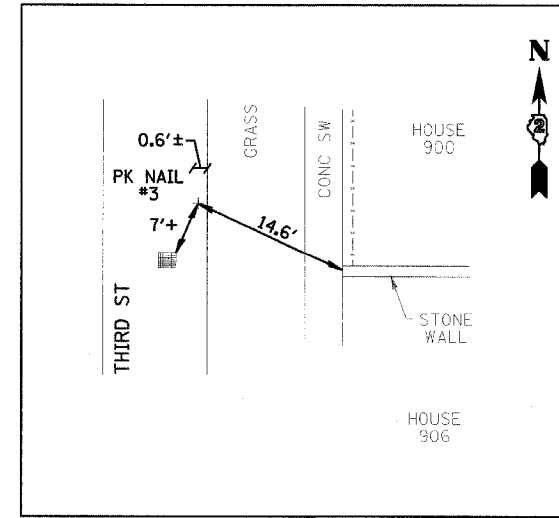 N
2
GRASS
CONC SW
HOUSE
900
0.6'±
PK NAIL
#3
7'+
14.6'
THIRD ST
STONE
WALL
HOUSE
906